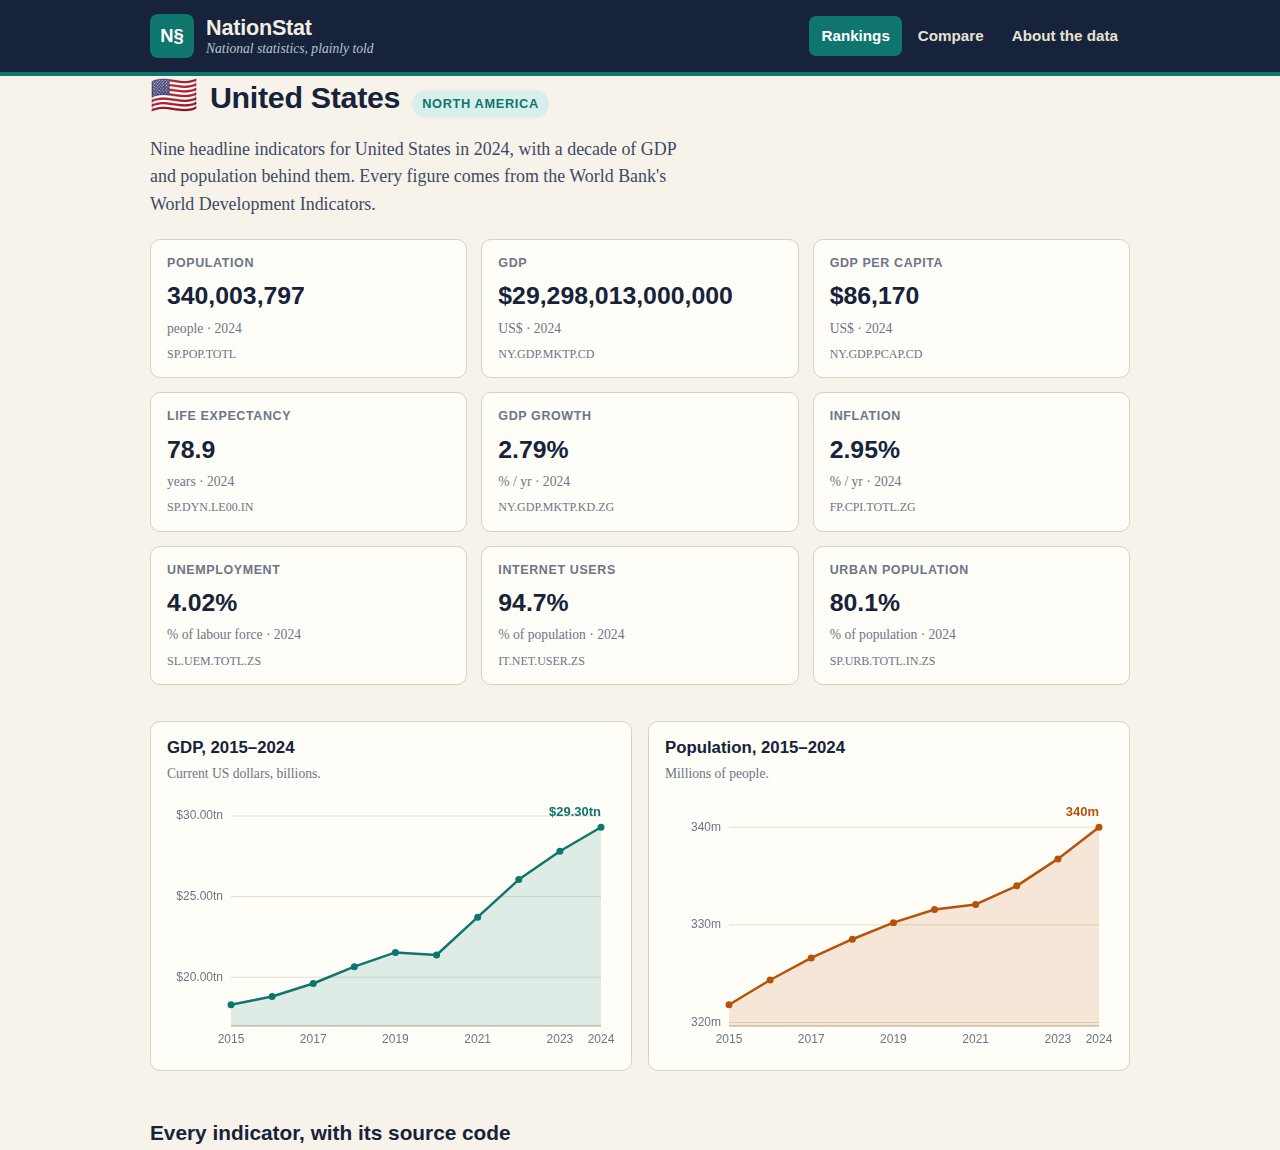 N§
NationStat
National statistics, plainly told
Rankings
Compare
About the data
United States
NORTH AMERICA
Nine headline indicators for United States in 2024, with a decade of GDP
and population behind them. Every figure comes from the World Bank's
World Development Indicators.
POPULATION
340,003,797
people · 2024
SP.POP.TOTL
GDP
$29,298,013,000,000
US$ · 2024
NY.GDP.MKTP.CD
GDP PER CAPITA
$86,170
US$ · 2024
NY.GDP.PCAP.CD
LIFE EXPECTANCY
78.9
years · 2024
SP.DYN.LE00.IN
GDP GROWTH
2.79%
% / yr · 2024
NY.GDP.MKTP.KD.ZG
INFLATION
2.95%
% / yr · 2024
FP.CPI.TOTL.ZG
UNEMPLOYMENT
4.02%
% of labour force · 2024
SL.UEM.TOTL.ZS
INTERNET USERS
94.7%
% of population · 2024
IT.NET.USER.ZS
URBAN POPULATION
80.1%
% of population · 2024
SP.URB.TOTL.IN.ZS
GDP, 2015–2024
Current US dollars, billions.
$29.30tn
$30.00tn
$25.00tn
$20.00tn
2015 2017 2019 2021 2023 2024
Population, 2015–2024
Millions of people.
340m
340m
330m
320m
2015 2017 2019 2021 2023 2024
Every indicator, with its source code